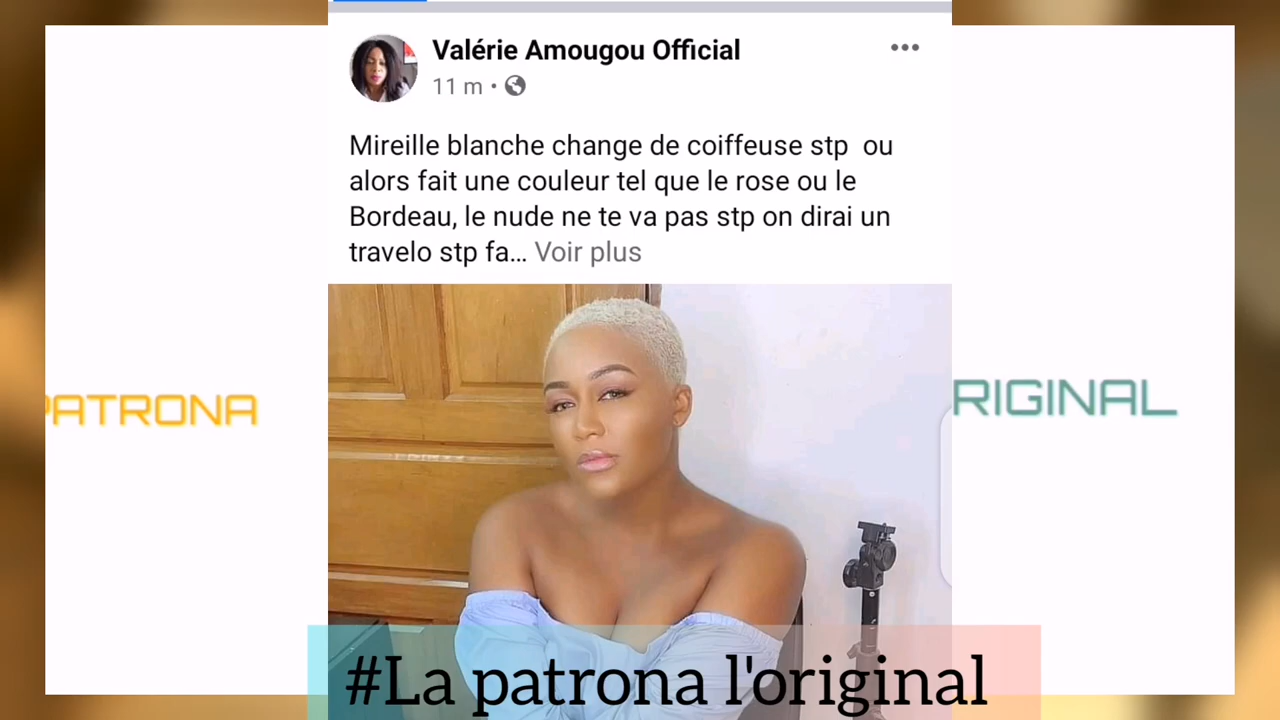 Valérie Amougou Official
11 m
Mireille blanche change de coiffeuse stp ou
alors fait une couleur tel que le rose ou le
Bordeau, le nude ne te va pas stp on dirai un
travelo stp fa... Voir plus
PATRONA
RIGINAL
#La patrona l'original